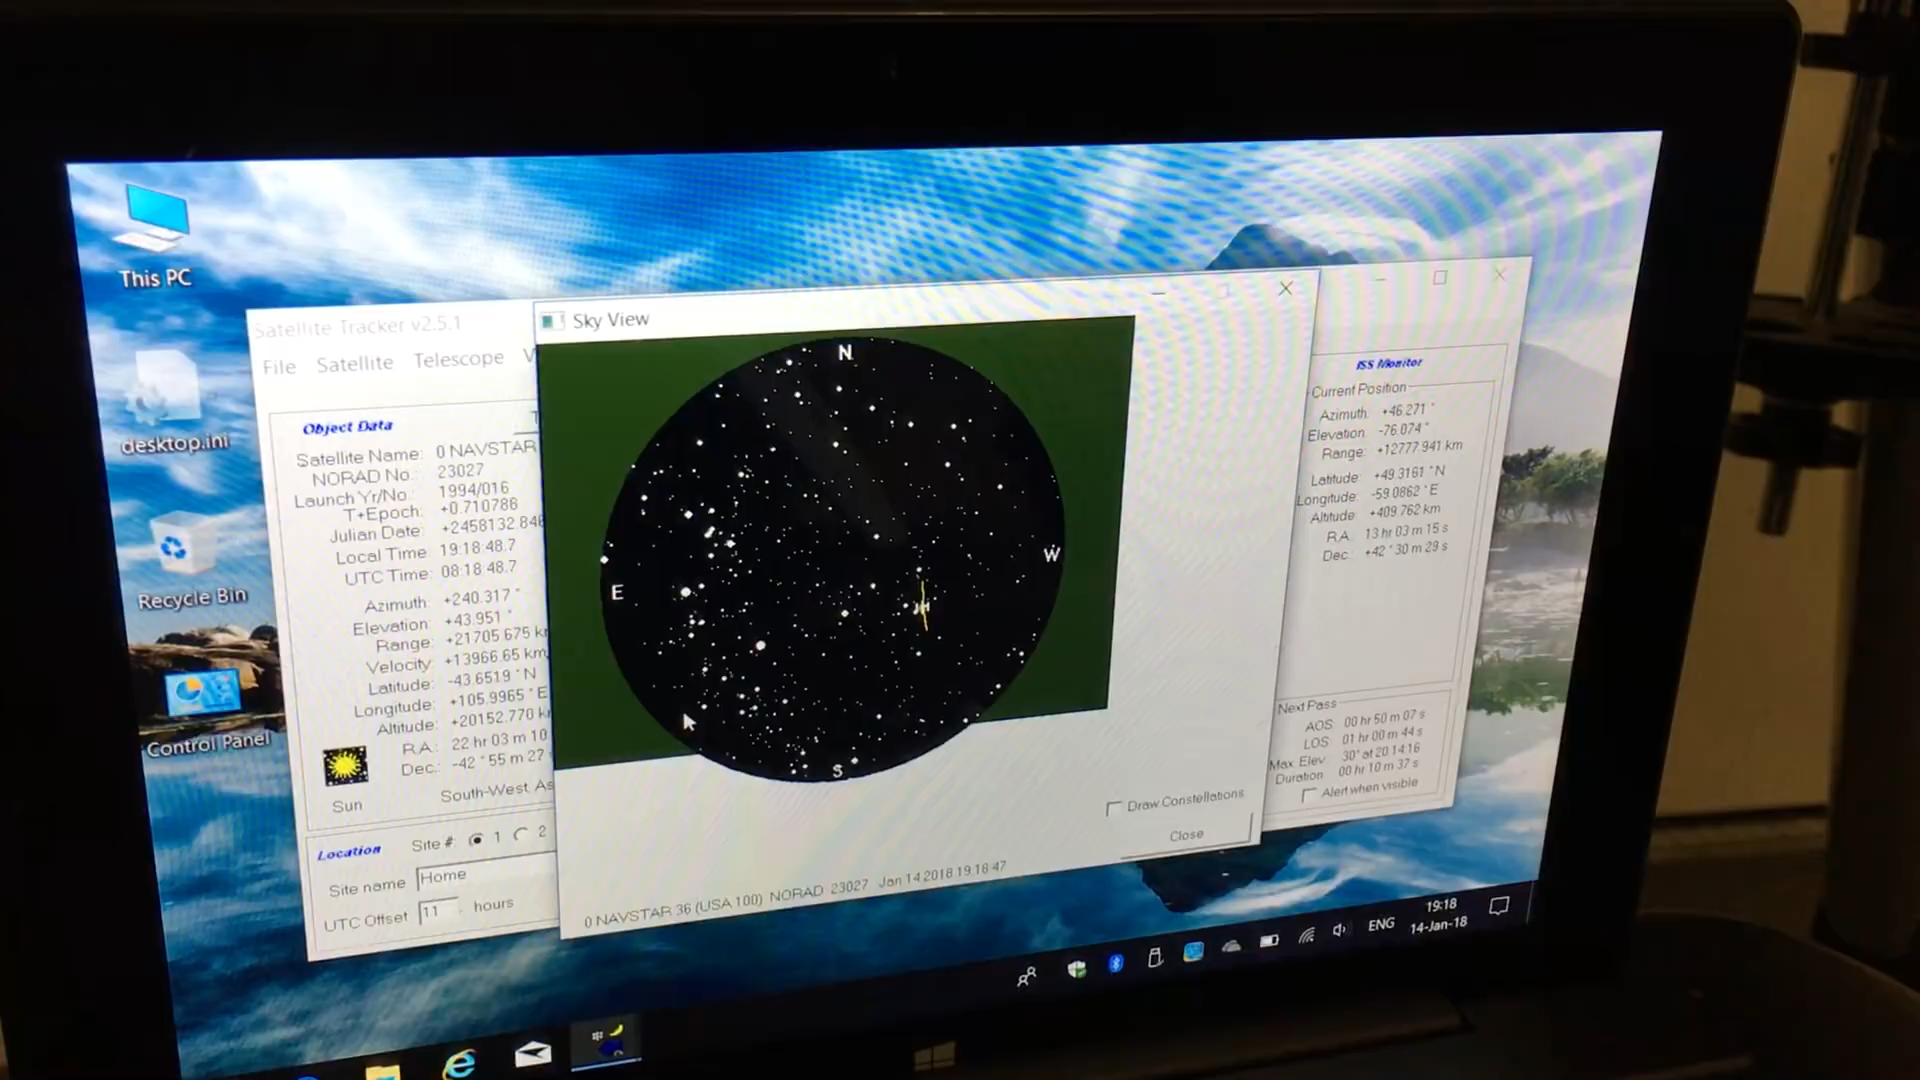 This PC
desktop.ini
Recycle Bin
Control Panel
Satellite Tracker v2.5.1
File Satellite Telescope V
Object Data
Satellite Name: 0 NAVSTAR
NORAD No.: 23027
Launch Yr/No.: 1994/016
T+Epoch: +0.710786
Julian Date: +2458132.846
Local Time: 19:18:48.7
UTC Time: 08:18:48.7
Azimuth: +240.317 °
Elevation: +43.951 °
Range: +21705.675 k
Velocity: +13966.65 km
Latitude: -43.6519 ° N
Longitude: +105.9965 ° E
Altitude: +20152.770 k
R.A.: 22 hr 03 m 10
Dec.: -42 ° 55 m 27
Sun
South-West As
Location
Site #: 1 2
Site name Home
UTC Offset 11 hours
Sky View
N
W
E
S
Draw Constellations
Close
0 NAVSTAR 36 (USA 100) NORAD 23027 Jan 14 2018 19:18:47
ISS Monitor
Current Position
Azimuth: +46.271 °
Elevation: -76.074 °
Range: +12777.941 km
Latitude: +49.3161 ° N
Longitude: -59.0862 ° E
Altitude: +409.762 km
R.A.: 13 hr 03 m 15 s
Dec.: +42 ° 30 m 29 s
Next Pass
AOS: 00 hr 50 m 07 s
LOS: 01 hr 00 m 44 s
Max. Elev: 30° at 20:14:16
Duration: 00 hr 10 m 37 s
Alert when visible
ENG
19:18
14-Jan-18